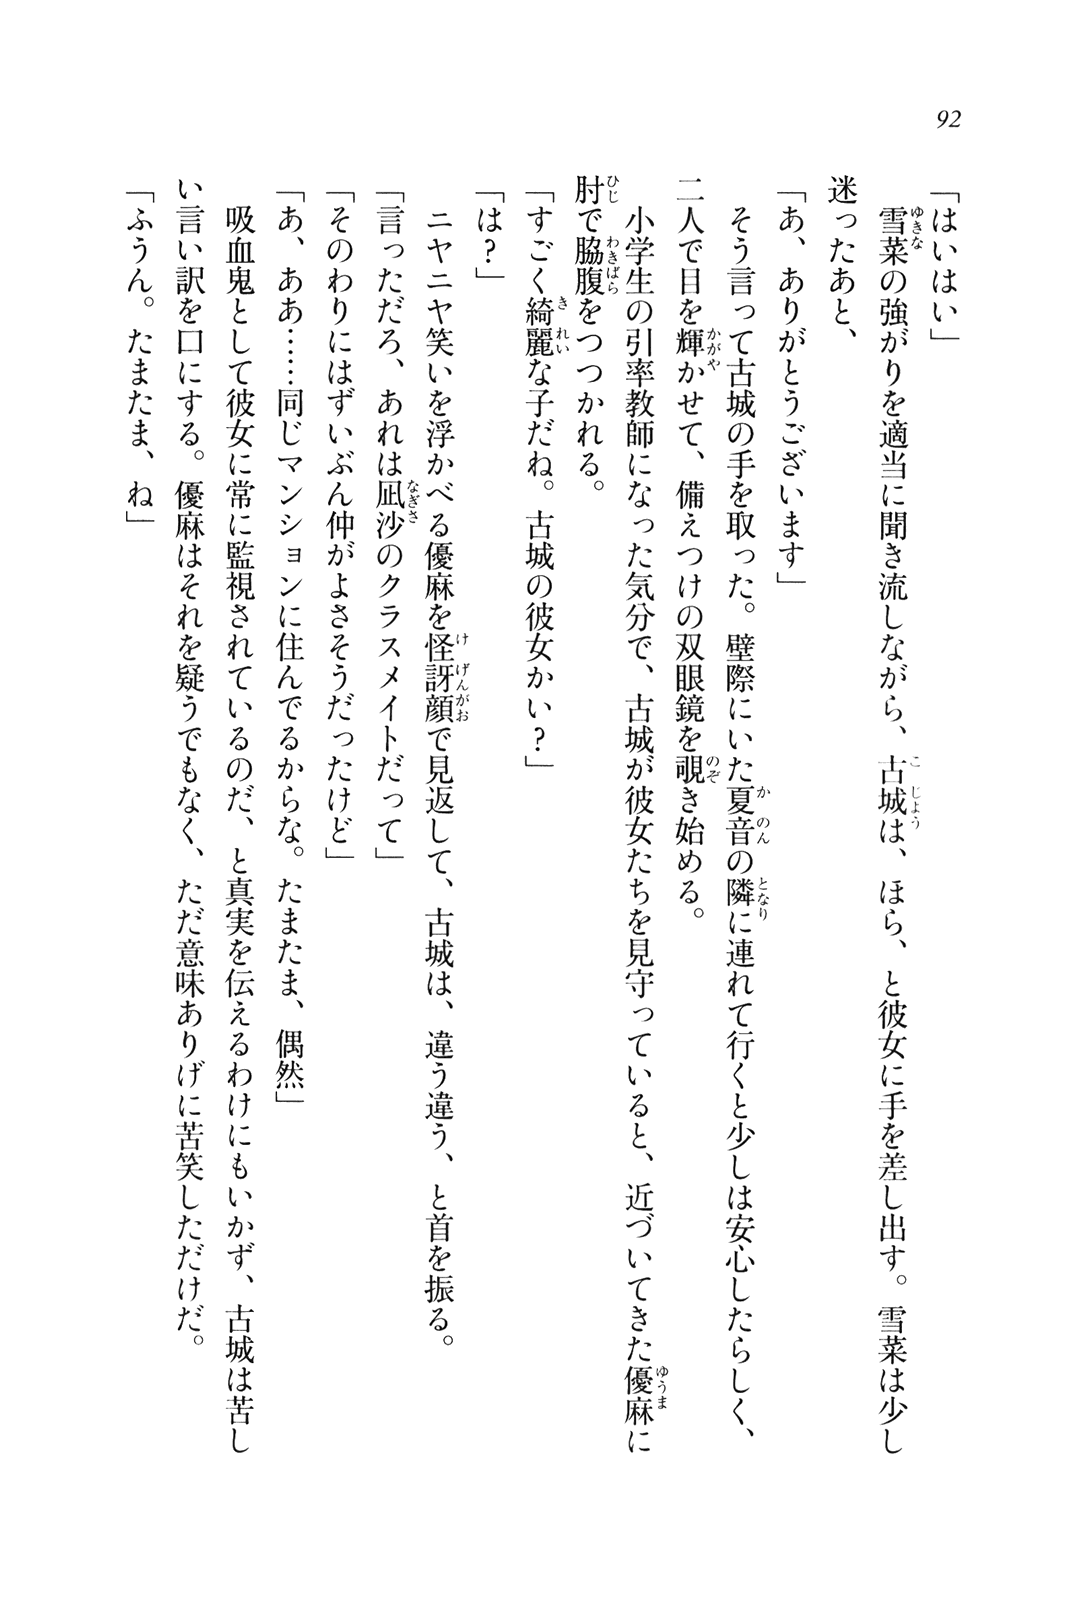 92
「はいはい」
　雪菜の強がりを適当に聞き流しながら、古城は、ほら、と彼女に手を差し出す。雪菜は少し
迷ったあと、
「あ、ありがとうございます」
　そう言って古城の手を取った。壁際にいた夏音の隣に連れて行くと少しは安心したらしく、
二人で目を輝かせて、備えつけの双眼鏡を覗き始める。
　小学生の引率教師になった気分で、古城が彼女たちを見守っていると、近づいてきた優麻に
肘で脇腹をつつかれる。
「すごく綺麗な子だね。古城の彼女かい？」
「は？」
　ニヤニヤ笑いを浮かべる優麻を怪訝顔で見返して、古城は、違う違う、と首を振る。
「言っただろ、あれは凪沙のクラスメイトだって」
「そのわりにはずいぶん仲がよさそうだったけど」
「あ、ああ……同じマンションに住んでるからな。たまたま、偶然」
　吸血鬼として彼女に常に監視されているのだ、と真実を伝えるわけにもいかず、古城は苦し
い言い訳を口にする。優麻はそれを疑うでもなく、ただ意味ありげに苦笑しただけだ。
「ふうん。たまたま、ね」